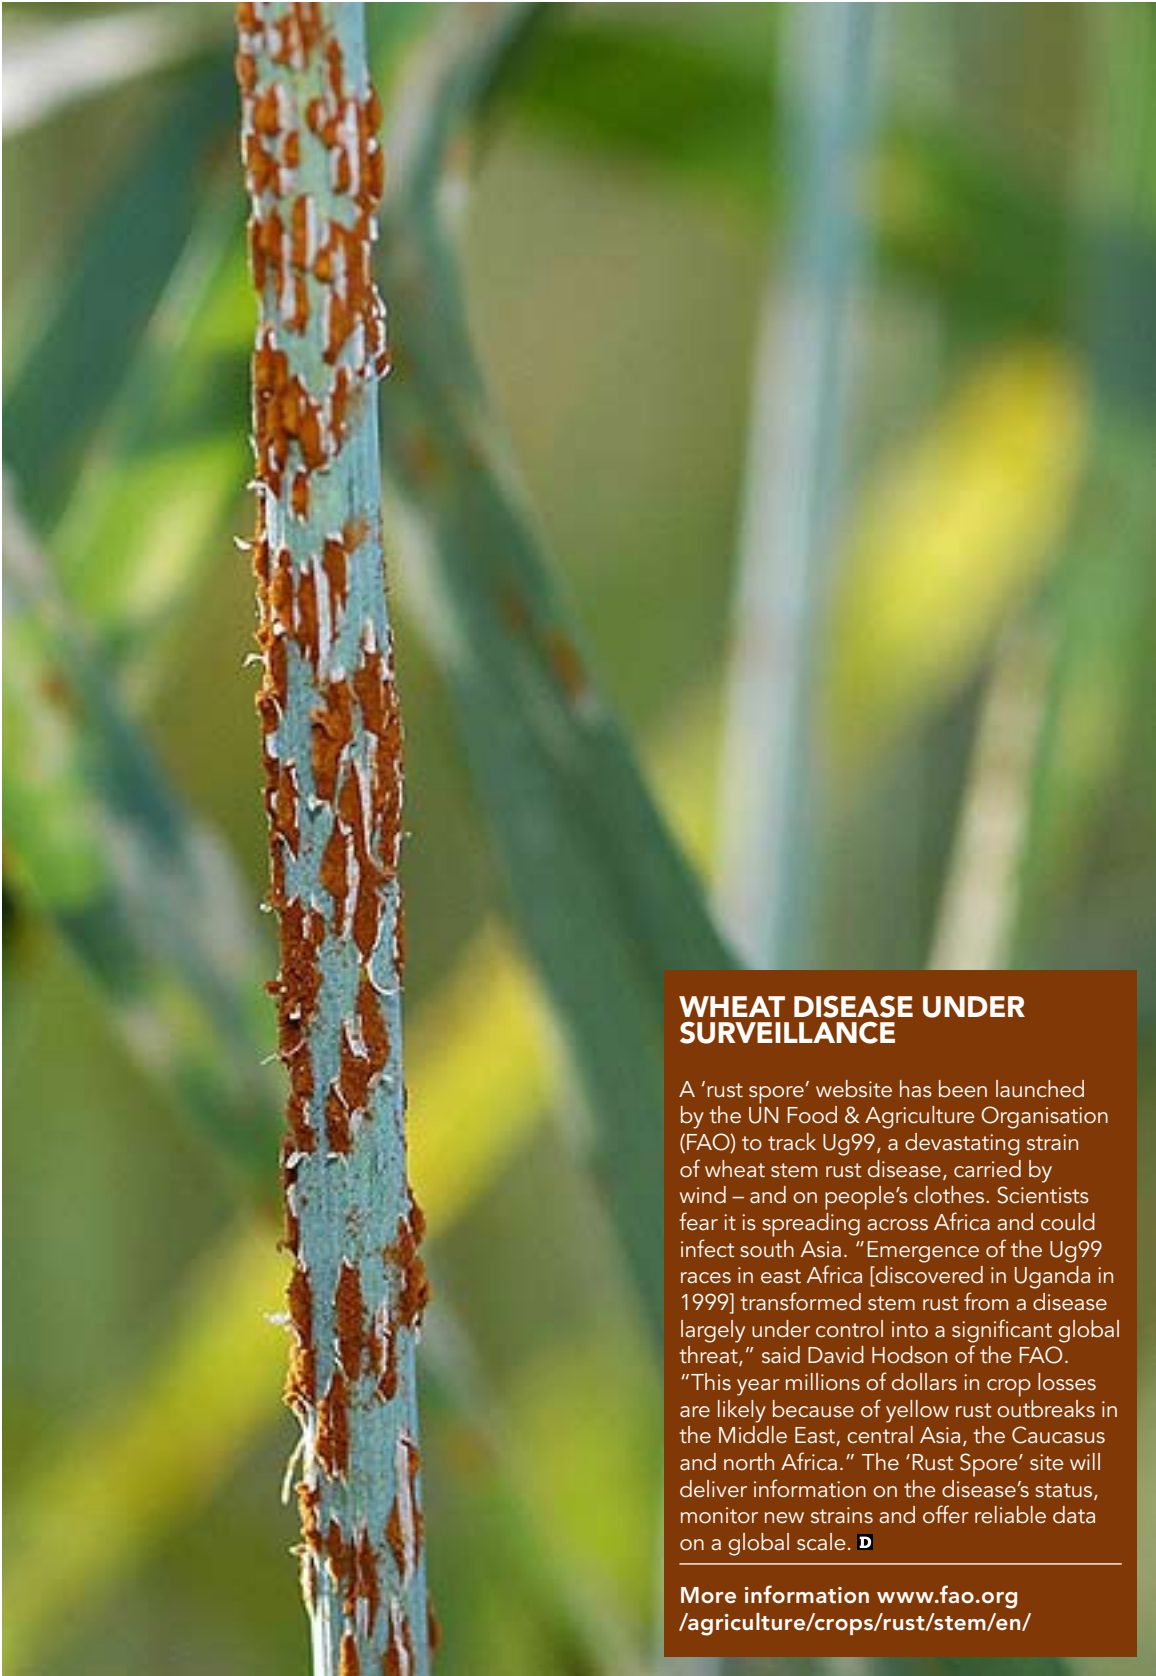 WHEAT DISEASE UNDER
SURVEILLANCE
A ‘rust spore’ website has been launched
by the UN Food & Agriculture Organisation
(FAO) to track Ug99, a devastating strain
of wheat stem rust disease, carried by
wind – and on people’s clothes. Scientists
fear it is spreading across Africa and could
infect south Asia. “Emergence of the Ug99
races in east Africa [discovered in Uganda in
1999] transformed stem rust from a disease
largely under control into a significant global
threat,” said David Hodson of the FAO.
“This year millions of dollars in crop losses
are likely because of yellow rust outbreaks in
the Middle East, central Asia, the Caucasus
and north Africa.” The ‘Rust Spore’ site will
deliver information on the disease’s status,
monitor new strains and offer reliable data
on a global scale. D
More information www.fao.org
/agriculture/crops/rust/stem/en/